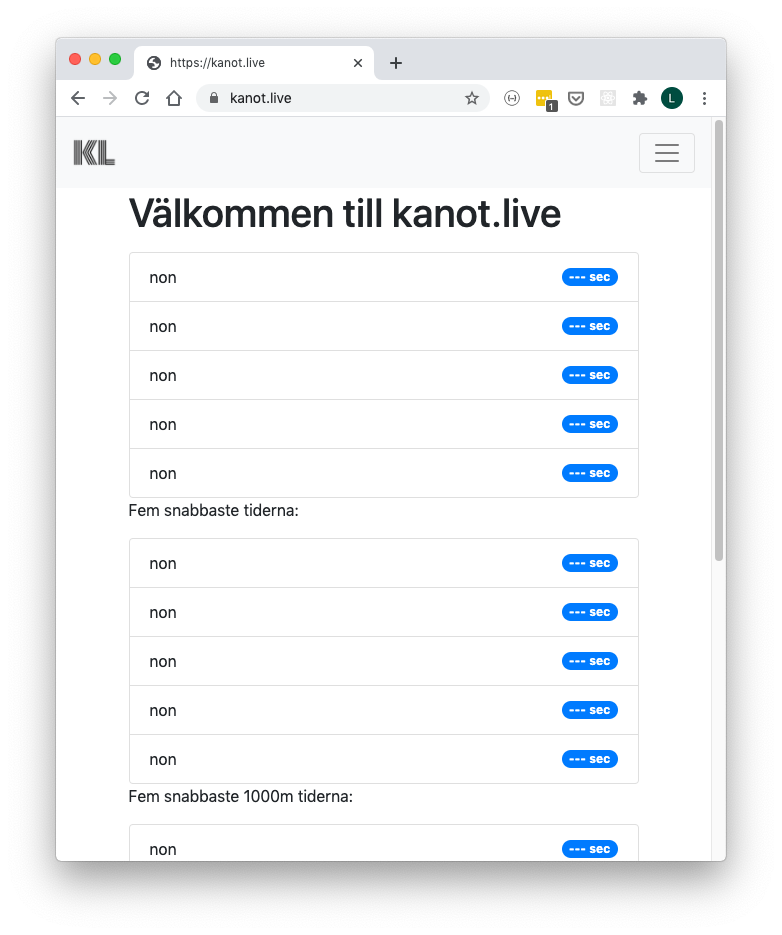 https://kanot.live
kanot.live
1
L
KL
Välkommen till kanot.live
non --- sec
non --- sec
non --- sec
non --- sec
non --- sec
Fem snabbaste tiderna:
non --- sec
non --- sec
non --- sec
non --- sec
non --- sec
Fem snabbaste 1000m tiderna:
non --- sec